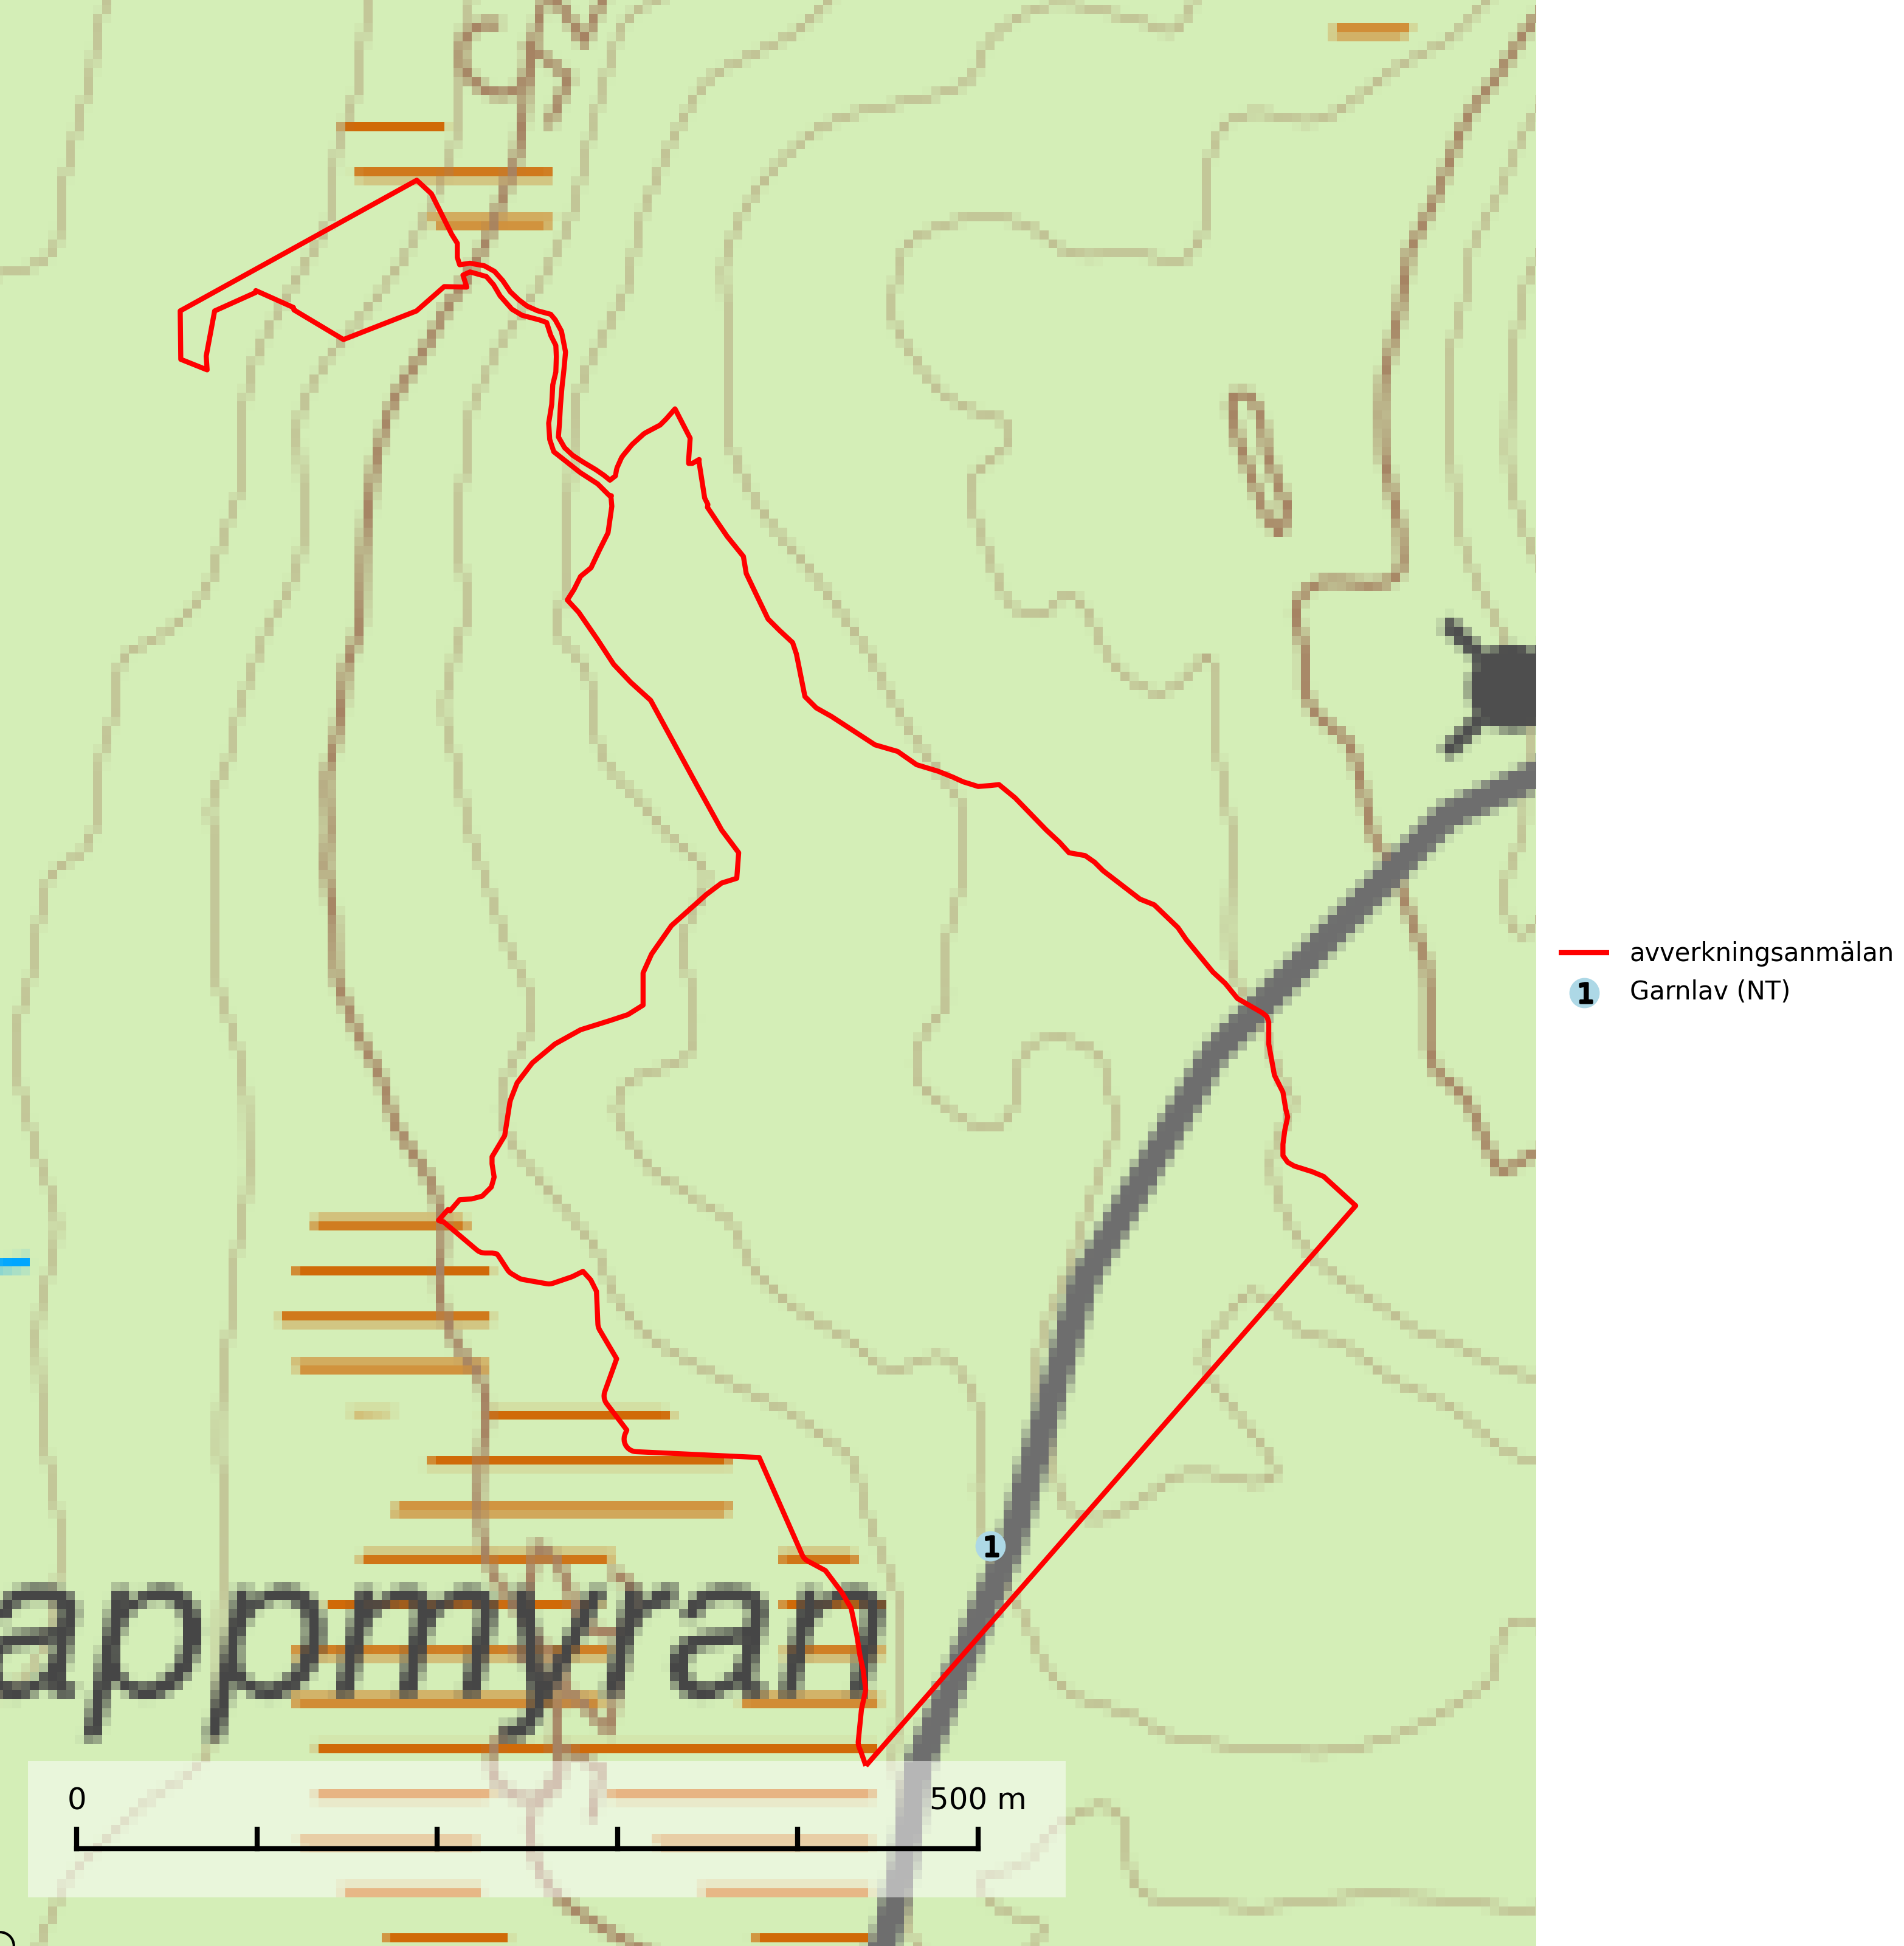 avverkningsanmälan
1 Garnlav (NT)
1
appmyran
0 500 m